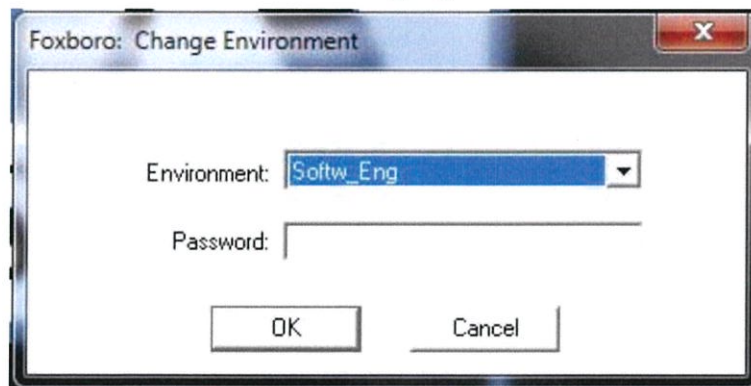 Foxboro: Change Environment
Environment: Softw_Eng
Password:
OK Cancel